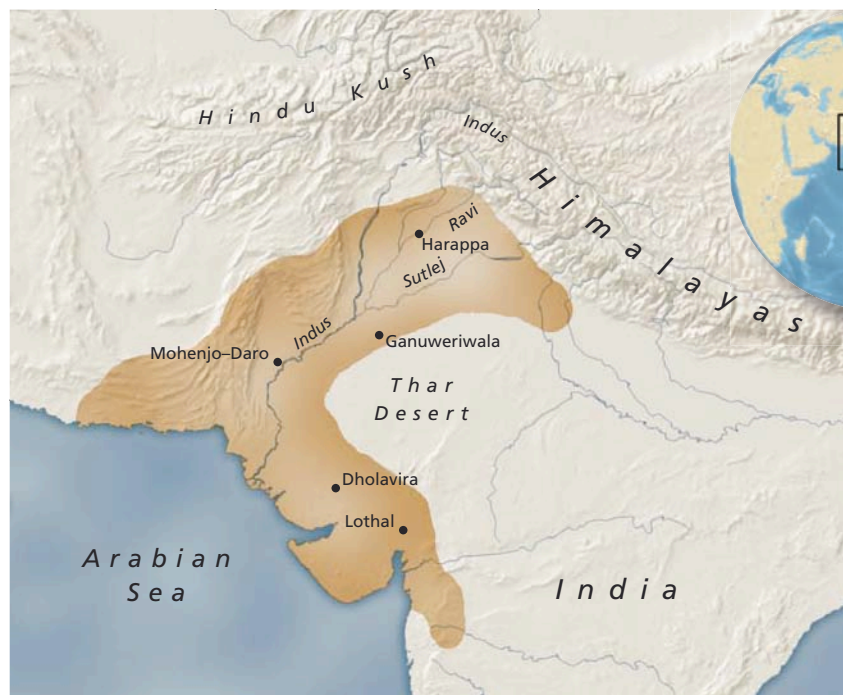 Hindu Kush
Indus
Himalayas
Ravi
Harappa
Sutlej
Indus
Ganuweriwala
Mohenjo–Daro
Thar
Desert
Dholavira
Lothal
Arabian
Sea
India